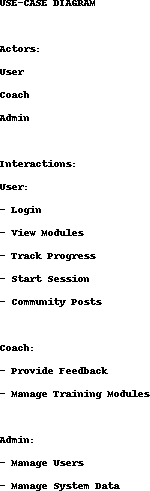 USE-CASE DIAGRAM
Actors:
User
Coach
Admin
Interactions:
User:
- Login
- View Modules
- Track Progress
- Start Session
- Community Posts
Coach:
- Provide Feedback
- Manage Training Modules
Admin:
- Manage Users
- Manage System Data